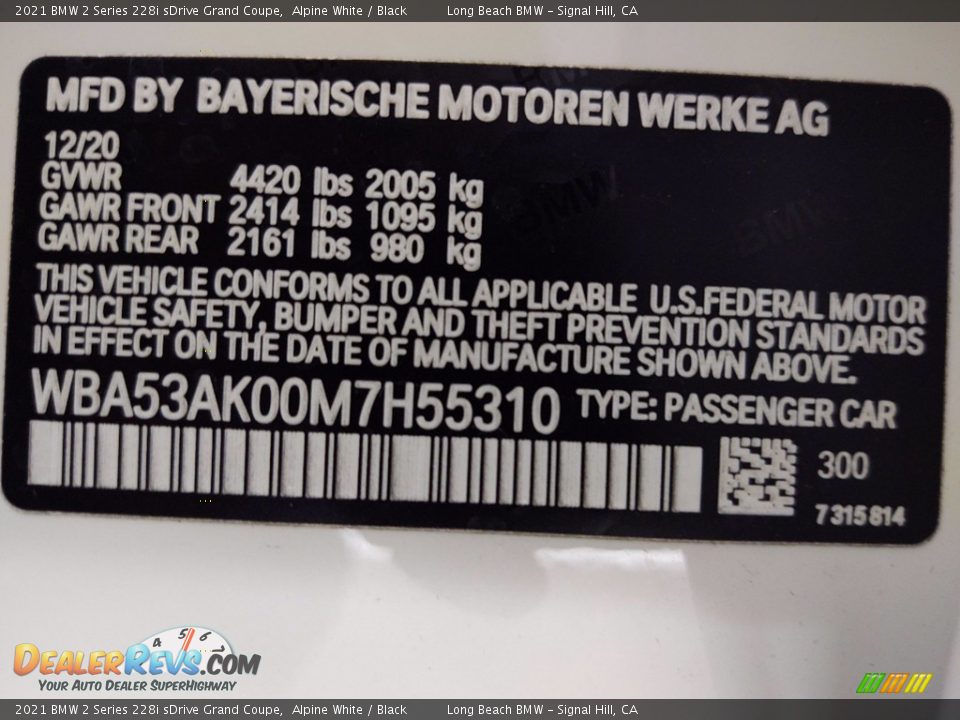 2021 BMW 2 Series 228i sDrive Grand Coupe, Alpine White / Black Long Beach BMW - Signal Hill, CA
MFD BY BAYERISCHE MOTOREN WERKE AG
12/20
GVWR 4420 lbs 2005 kg
GAWR FRONT 2414 lbs 1095 kg
GAWR REAR 2161 lbs 980 kg
THIS VEHICLE CONFORMS TO ALL APPLICABLE U.S.FEDERAL MOTOR
VEHICLE SAFETY, BUMPER AND THEFT PREVENTION STANDARDS
IN EFFECT ON THE DATE OF MANUFACTURE SHOWN ABOVE.
WBA53AK00M7H55310 TYPE: PASSENGER CAR
300
7315814
4 5 6
DEALERREVS.COM
YOUR AUTO DEALER SUPERHIGHWAY
2021 BMW 2 Series 228i sDrive Grand Coupe, Alpine White / Black Long Beach BMW - Signal Hill, CA